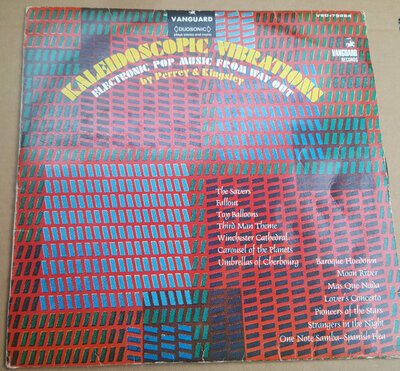 VANGUARD
DUOSONIC
KALEIDOSCOPIC VIBRATIONS
ELECTRONIC POP MUSIC FROM WAY OUT
by Perrey & Kingsley
VANGUARD
RECORDS
The Savers
Fallout
Toy Balloons
Third Man Theme
Winchester Cathedral
Carousel of the Planets
Umbrellas of Cherbourg
Baroque Hoedown
Moon River
Mas Que Nada
Lover's Concerto
Pioneers of the Stars
Strangers in the Night
One Note Samba-Spanish Flea